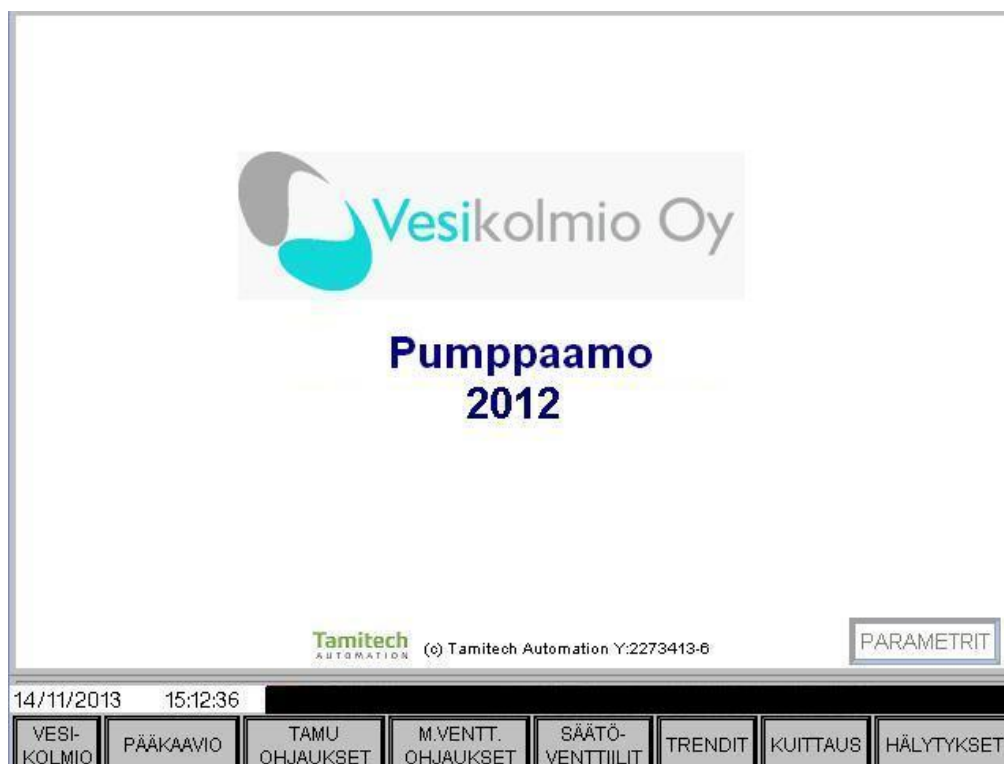 Vesikolmio Oy
Pumppaamo
2012
Tamitech
AUTOMATION
(c) Tamitech Automation Y:2273413-6
PARAMETRIT
14/11/2013 15:12:36
VESI-
KOLMIO
PÄÄKAAVIO
TAMU
OHJAUKSET
M.VENTT.
OHJAUKSET
SÄÄTÖ-
VENTTIILIT
TRENDIT
KUITTAUS
HÄLYTYKSET